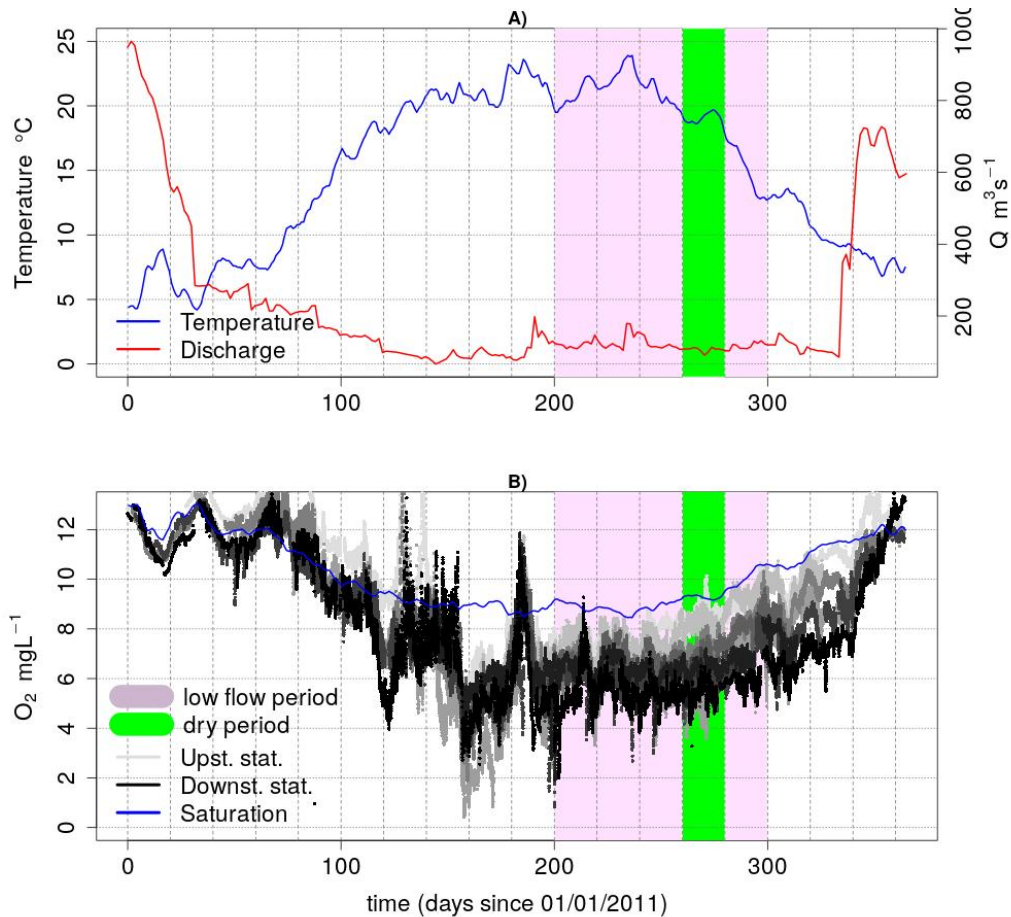 A)
25
20
15
10
5
0
Temperature °C
1000
800
600
400
200
Q m³s⁻¹
Temperature
Discharge
0
100
200
300
B)
12
10
8
6
4
2
0
O₂ mgL⁻¹
low flow period
dry period
Upst. stat.
Downst. stat.
Saturation
0
100
200
300
time (days since 01/01/2011)